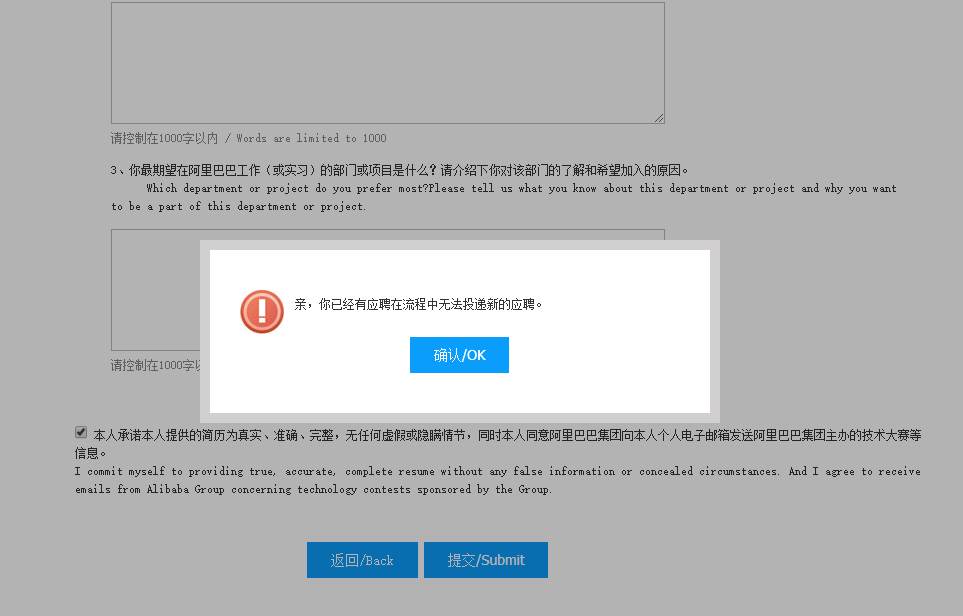 请控制在1000字以内 / Words are limited to 1000
3、你最期望在阿里巴巴工作（或实习）的部门或项目是什么？请介绍下你对该部门的了解和希望加入的原因。
Which department or project do you prefer most?Please tell us what you know about this department or project and why you want
to be a part of this department or project.
亲，你已经有应聘在流程中无法投递新的应聘。
确认/OK
请控制在1000字
本人承诺本人提供的简历为真实、准确、完整，无任何虚假或隐瞒情节，同时本人同意阿里巴巴集团向本人个人电子邮箱发送阿里巴巴集团主办的技术大赛等
信息。
I commit myself to providing true, accurate, complete resume without any false information or concealed circumstances. And I agree to receive
emails from Alibaba Group concerning technology contests sponsored by the Group.
返回/Back
提交/Submit